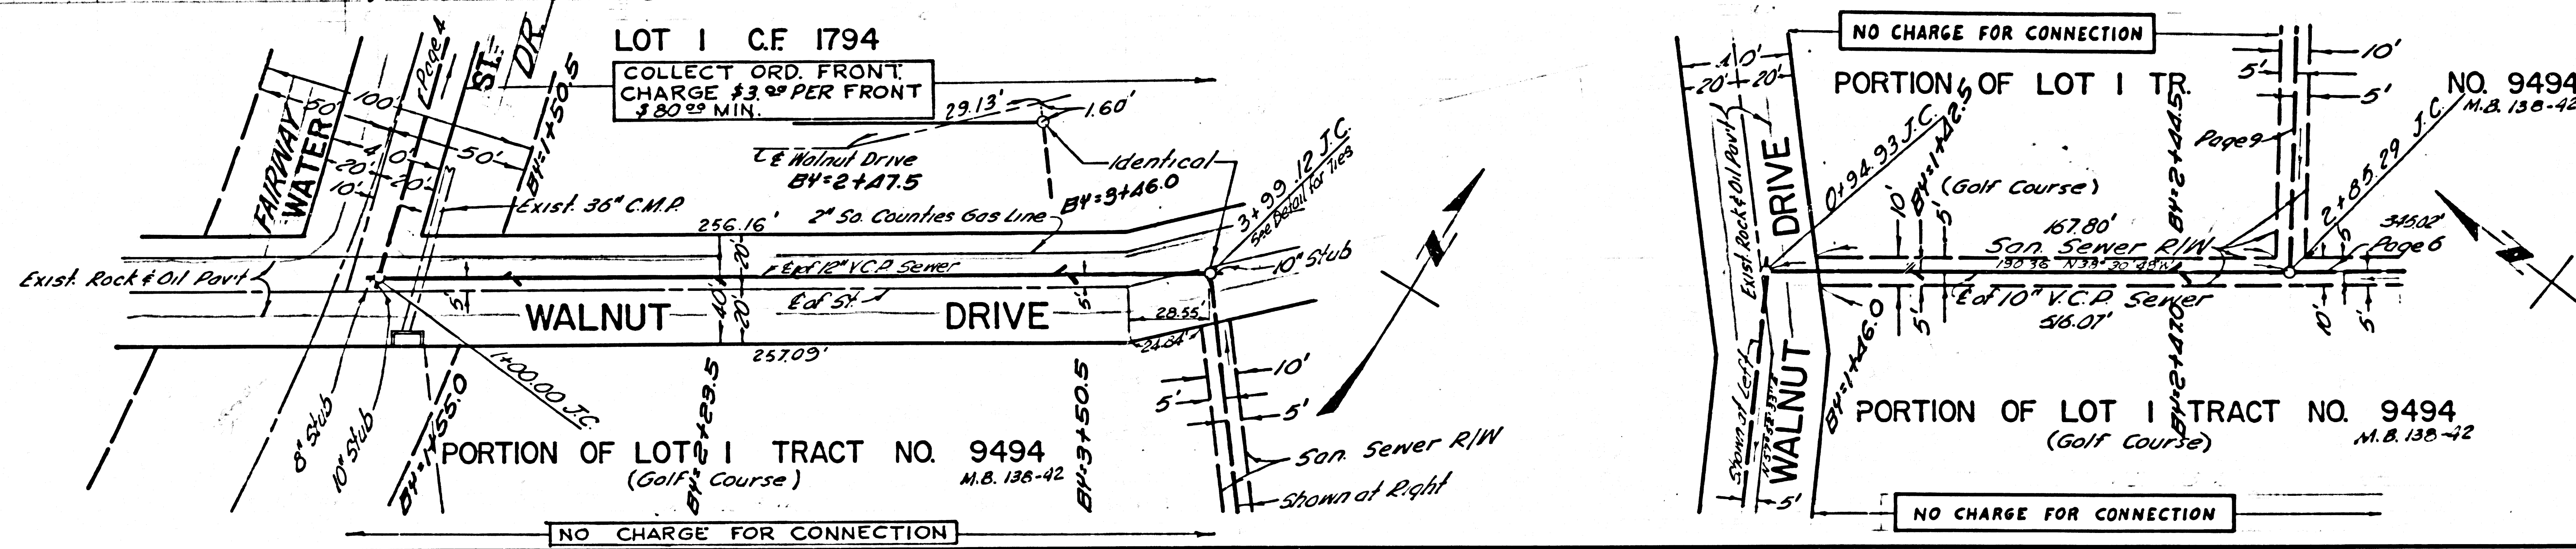 LOT 1 C.F. 1794
COLLECT ORD. FRONT.
CHARGE $3.00 PER FRONT
$80.00 MIN.
Page 4
ST.
DR.
BY=1+50.5
50'
100'
50'
FAIRWAY
WATER
40'
20'
20'
10'
29.13'
1.60'
℄ Walnut Drive
BY=2+47.5
Identical
BY=3+46.0
3+99.12 J.C.
See Detail for Ties
Exist. 36" C.M.P.
256.16'
2" So. Counties Gas Line
10" Stub
Exist. Rock & Oil Pav't
5'
℄ of 12" V.C.P. Sewer
5'
20'
40'
20'
℄ of St.
WALNUT DRIVE
28.55'
24.84'
257.09'
1+00.00 J.C.
8" Stub
10" Stub
BY=1+55.0
BY=2+29.5
BY=3+50.5
10'
5'
5'
PORTION OF LOT 1 TRACT NO. 9494
(Golf Course)
M.B. 138-42
San. Sewer R/W
Shown at Right
NO CHARGE FOR CONNECTION
NO CHARGE FOR CONNECTION
40'
20' 20'
10'
5'
5'
PORTION OF LOT 1 TR. NO. 9494
M.B. 138-42
Exist. Rock & Oil Pav't
DRIVE
0+94.93 J.C.
BY=1+42.5
BY=2+44.5
Page 9
2+85.29 J.C.
(Golf Course)
10'
5'
167.80'
345.02'
San. Sewer R/W
5'
Page 6
℄ of 10" V.C.P. Sewer
516.07'
5'
5'
10'
5'
BY=1+46.0
BY=2+47.0
Shown at Left
WALNUT
PORTION OF LOT 1 TRACT NO. 9494
(Golf Course)
M.B. 138-42
5'
NO CHARGE FOR CONNECTION